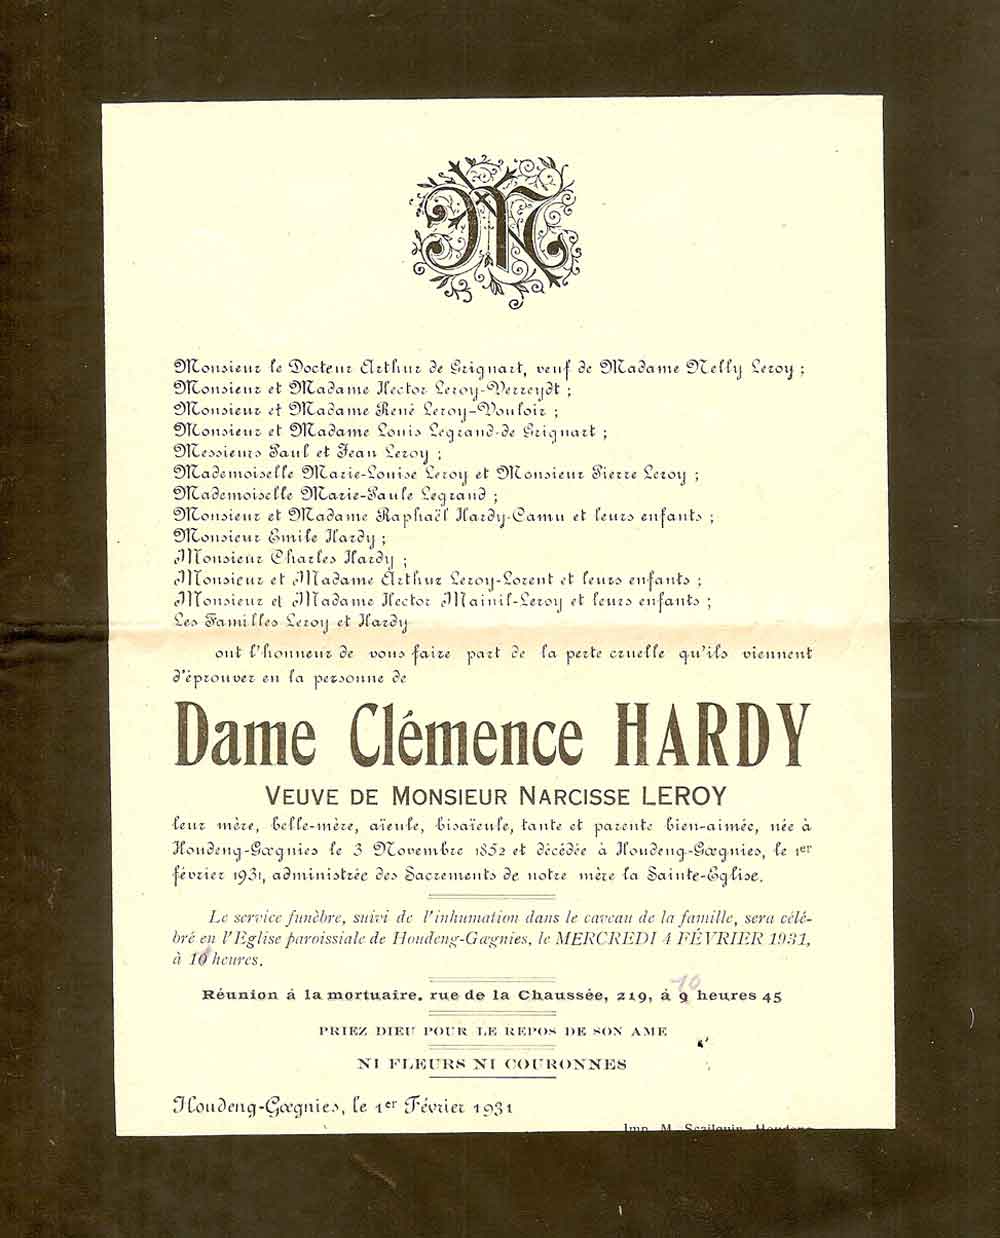 M
Monsieur le Docteur Arthur de Grignart, veuf de Madame Nelly Leroy ;
Monsieur et Madame Hector Leroy-Verreydt ;
Monsieur et Madame René Leroy-Vouloir ;
Monsieur et Madame Louis Legrand-de Grignart ;
Messieurs Paul et Jean Leroy ;
Mademoiselle Marie-Louise Leroy et Monsieur Pierre Leroy ;
Mademoiselle Marie-Paule Legrand ;
Monsieur et Madame Raphaël Hardy-Camu et leurs enfants ;
Monsieur Emile Hardy ;
Monsieur Charles Hardy ;
Monsieur et Madame Arthur Leroy-Lorent et leurs enfants ;
Monsieur et Madame Hector Mainil-Leroy et leurs enfants ;
Les Familles Leroy et Hardy
ont l'honneur de vous faire part de la perte cruelle qu'ils viennent
d'éprouver en la personne de
Dame Clémence HARDY
VEUVE DE MONSIEUR NARCISSE LEROY
leur mère, belle-mère, aïeule, bisaïeule, tante et parente bien-aimée, née à
Houdeng-Gœgnies le 3 Novembre 1852 et décédée à Houdeng-Gœgnies, le 1er
février 1931, administrée des Sacrements de notre mère la Sainte-Eglise.
Le service funèbre, suivi de l'inhumation dans le caveau de la famille, sera célé-
bré en l'Eglise paroissiale de Houdeng-Gœgnies, le MERCREDI 4 FÉVRIER 1931,
à 10 heures.
10
Réunion à la mortuaire, rue de la Chaussée, 219, à 9 heures 45
PRIEZ DIEU POUR LE REPOS DE SON AME
NI FLEURS NI COURONNES
Houdeng-Gœgnies, le 1er Février 1931
Imp. M. Scailquin, Houdeng